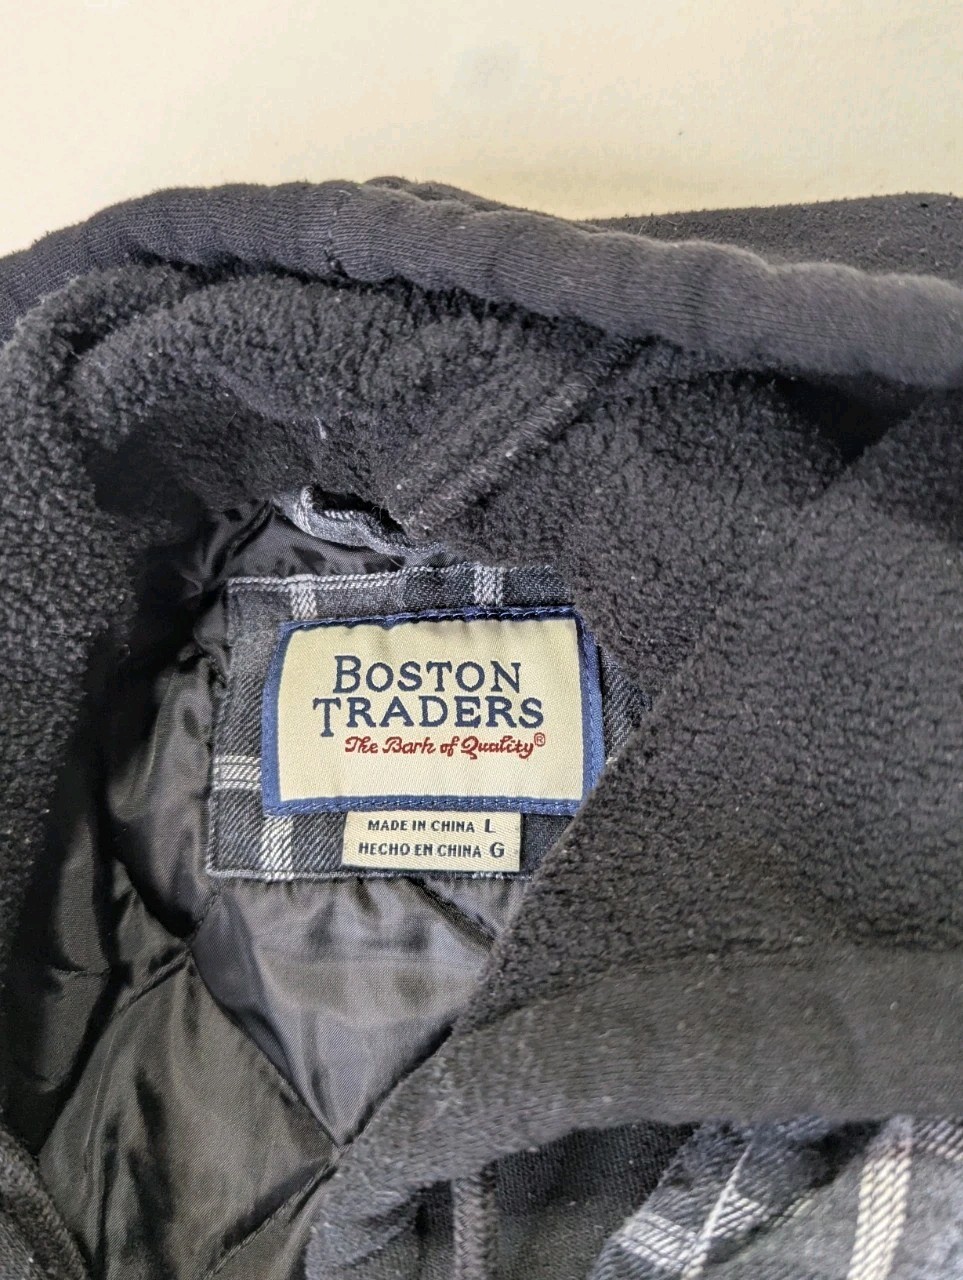 BOSTON
TRADERS
The Bark of Quality®
MADE IN CHINA L
HECHO EN CHINA G